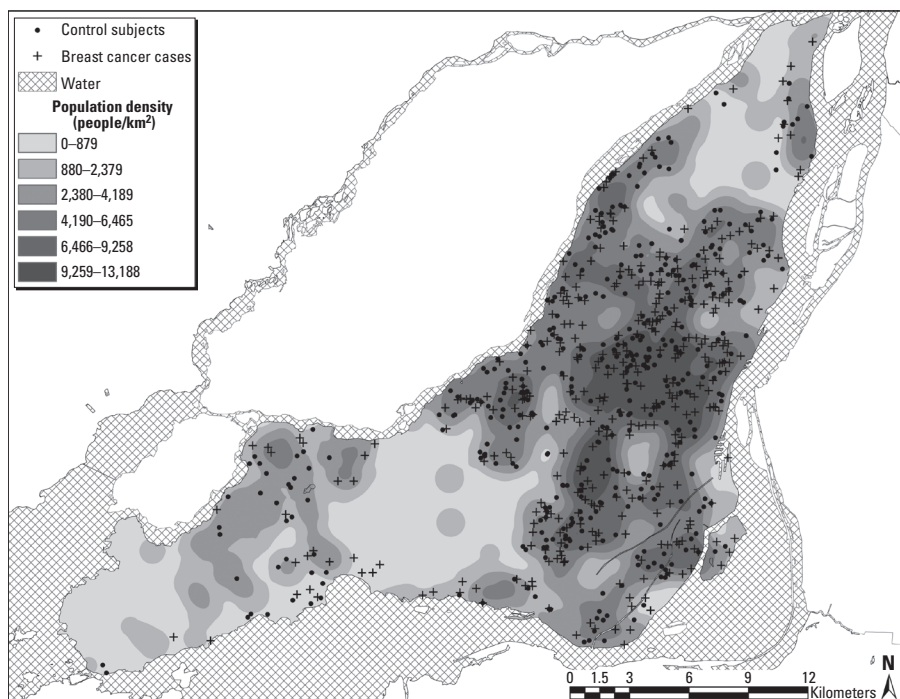 Control subjects
Breast cancer cases
Water
Population density
(people/km²)
0–879
880–2,379
2,380–4,189
4,190–6,465
6,466–9,258
9,259–13,188
N
0 1.5 3 6 9 12
Kilometers